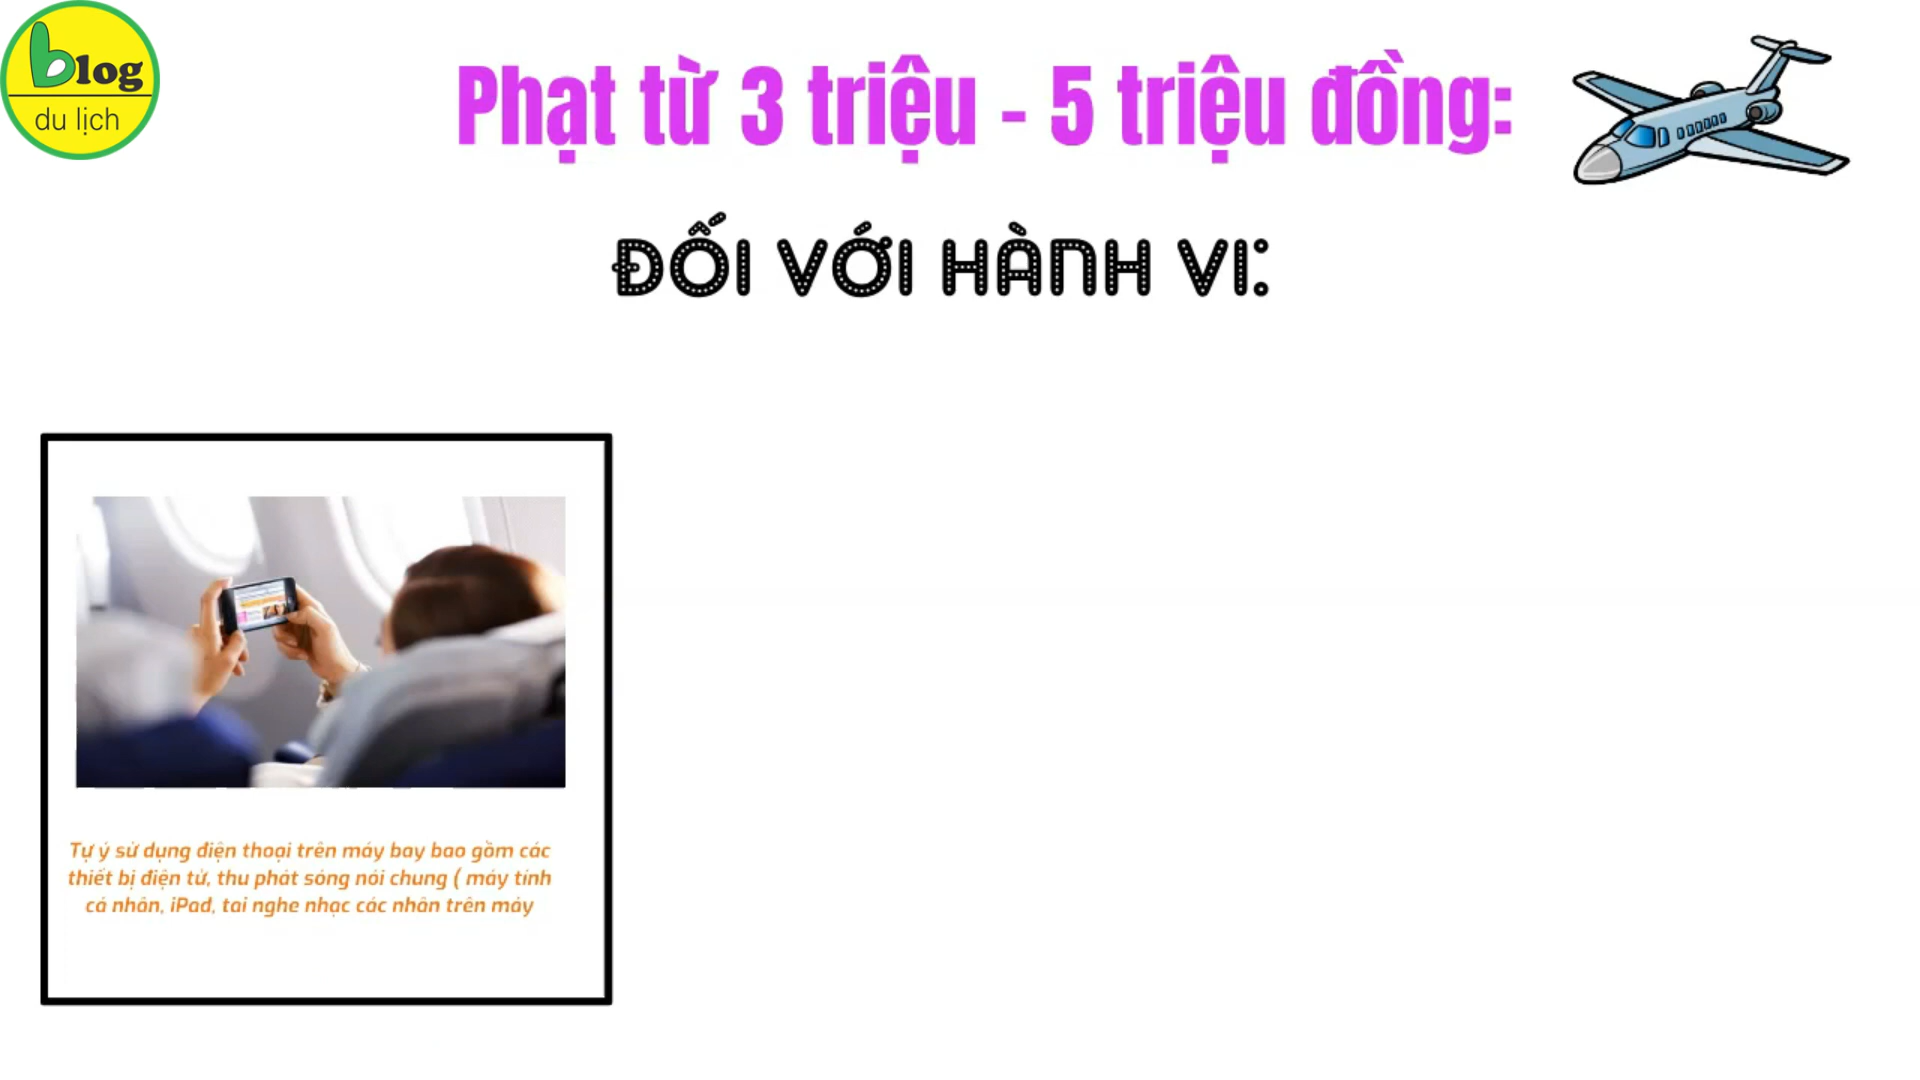 blog
du lịch
Phạt từ 3 triệu - 5 triệu đồng:
ĐỐI VỚI HÀNH VI:
Tự ý sử dụng điện thoại trên máy bay bao gồm các
thiết bị điện tử, thu phát sóng nói chung ( máy tính
cá nhân, iPad, tai nghe nhạc các nhân trên máy